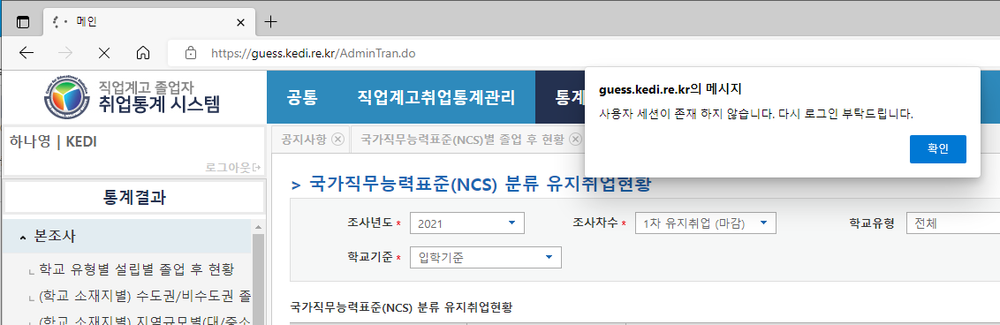 메인
https://guess.kedi.re.kr/AdminTran.do
직업계고 졸업자
취업통계 시스템
공통
직업계고취업통계관리
guess.kedi.re.kr의 메시지
사용자 세션이 존재 하지 않습니다. 다시 로그인 부탁드립니다.
확인
하나영 | KEDI
로그아웃
공지사항
국가직무능력표준(NCS)별 졸업 후 현황
통계결과
> 국가직무능력표준(NCS) 분류 유지취업현황
본조사
조사년도 * 2021
조사차수 * 1차 유지취업 (마감)
학교유형 전체
학교기준 * 입학기준
학교 유형별 설립별 졸업 후 현황
(학교 소재지별) 수도권/비수도권 졸
(학교 소재지별) 지역규모별(대/중소
국가직무능력표준(NCS) 분류 유지취업현황